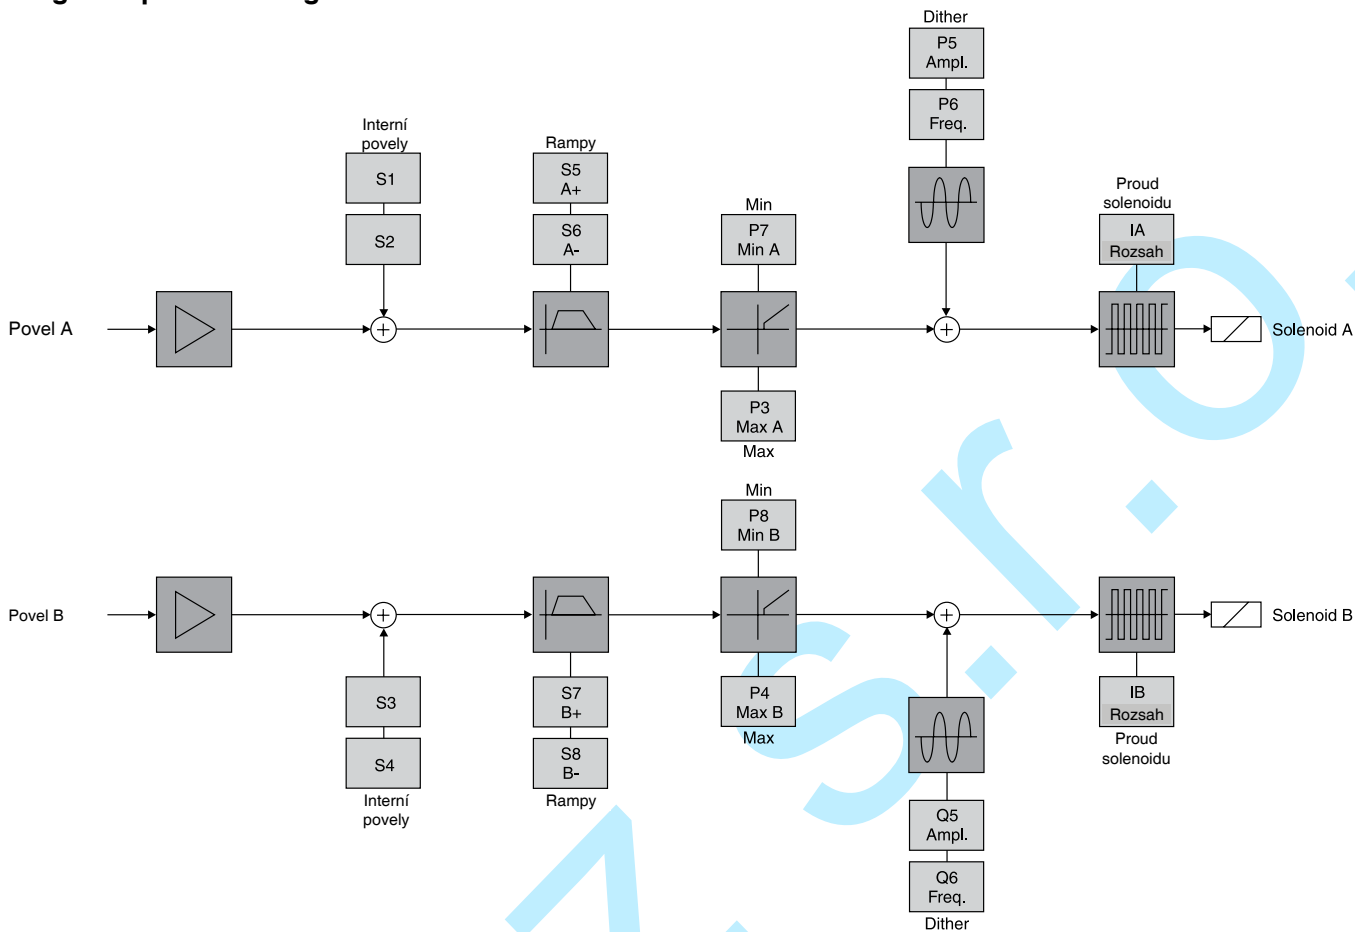 Dither
P5
Ampl.
P6
Freq.
Interní
povely
S1
S2
Rampy
S5
A+
S6
A-
Min
P7
Min A
Proud
solenoidu
IA
Rozsah
Povel A
Solenoid A
P3
Max A
Max
Min
P8
Min B
Povel B
Solenoid B
S3
S4
Interní
povely
S7
B+
S8
B-
Rampy
P4
Max B
Max
IB
Rozsah
Proud
solenoidu
Q5
Ampl.
Q6
Freq.
Dither
z, s.r.o.